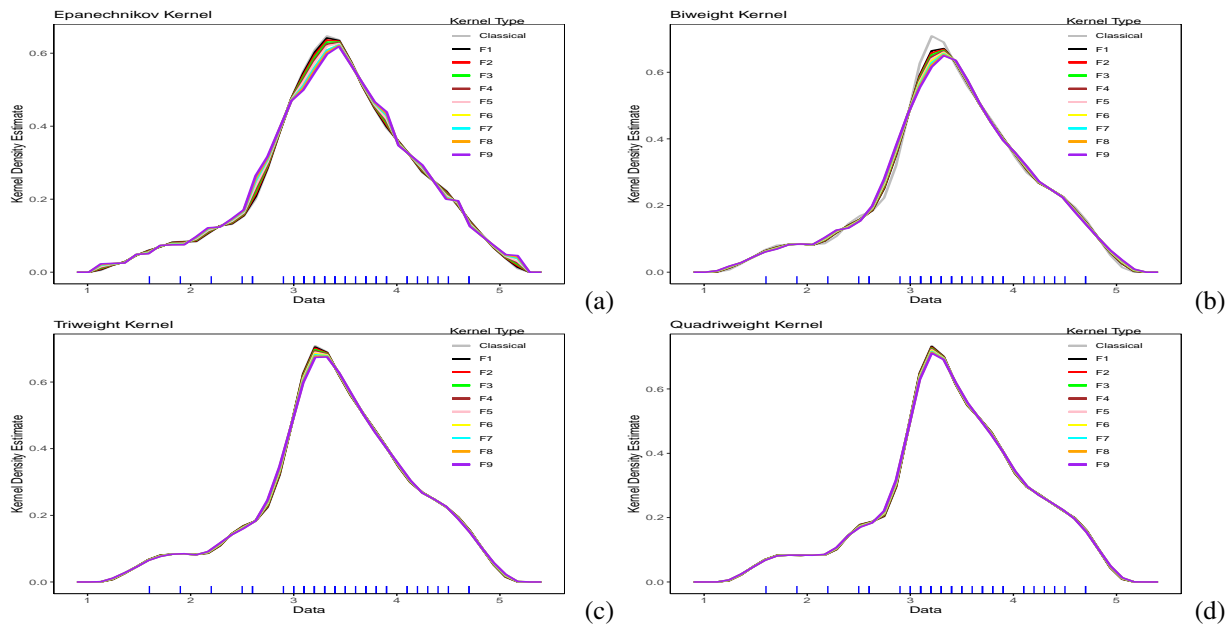 Epanechnikov Kernel
Kernel Type
Classical
F1
F2
F3
F4
F5
F6
F7
F8
F9
Kernel Density Estimate
0.6
0.4
0.2
0.0
1 2 3 4 5
Data
(a)
Biweight Kernel
Kernel Type
Classical
F1
F2
F3
F4
F5
F6
F7
F8
F9
Kernel Density Estimate
0.6
0.4
0.2
0.0
1 2 3 4 5
Data
(b)
Triweight Kernel
Kernel Type
Classical
F1
F2
F3
F4
F5
F6
F7
F8
F9
Kernel Density Estimate
0.6
0.4
0.2
0.0
1 2 3 4 5
Data
(c)
Quadriweight Kernel
Kernel Type
Classical
F1
F2
F3
F4
F5
F6
F7
F8
F9
Kernel Density Estimate
0.6
0.4
0.2
0.0
1 2 3 4 5
Data
(d)